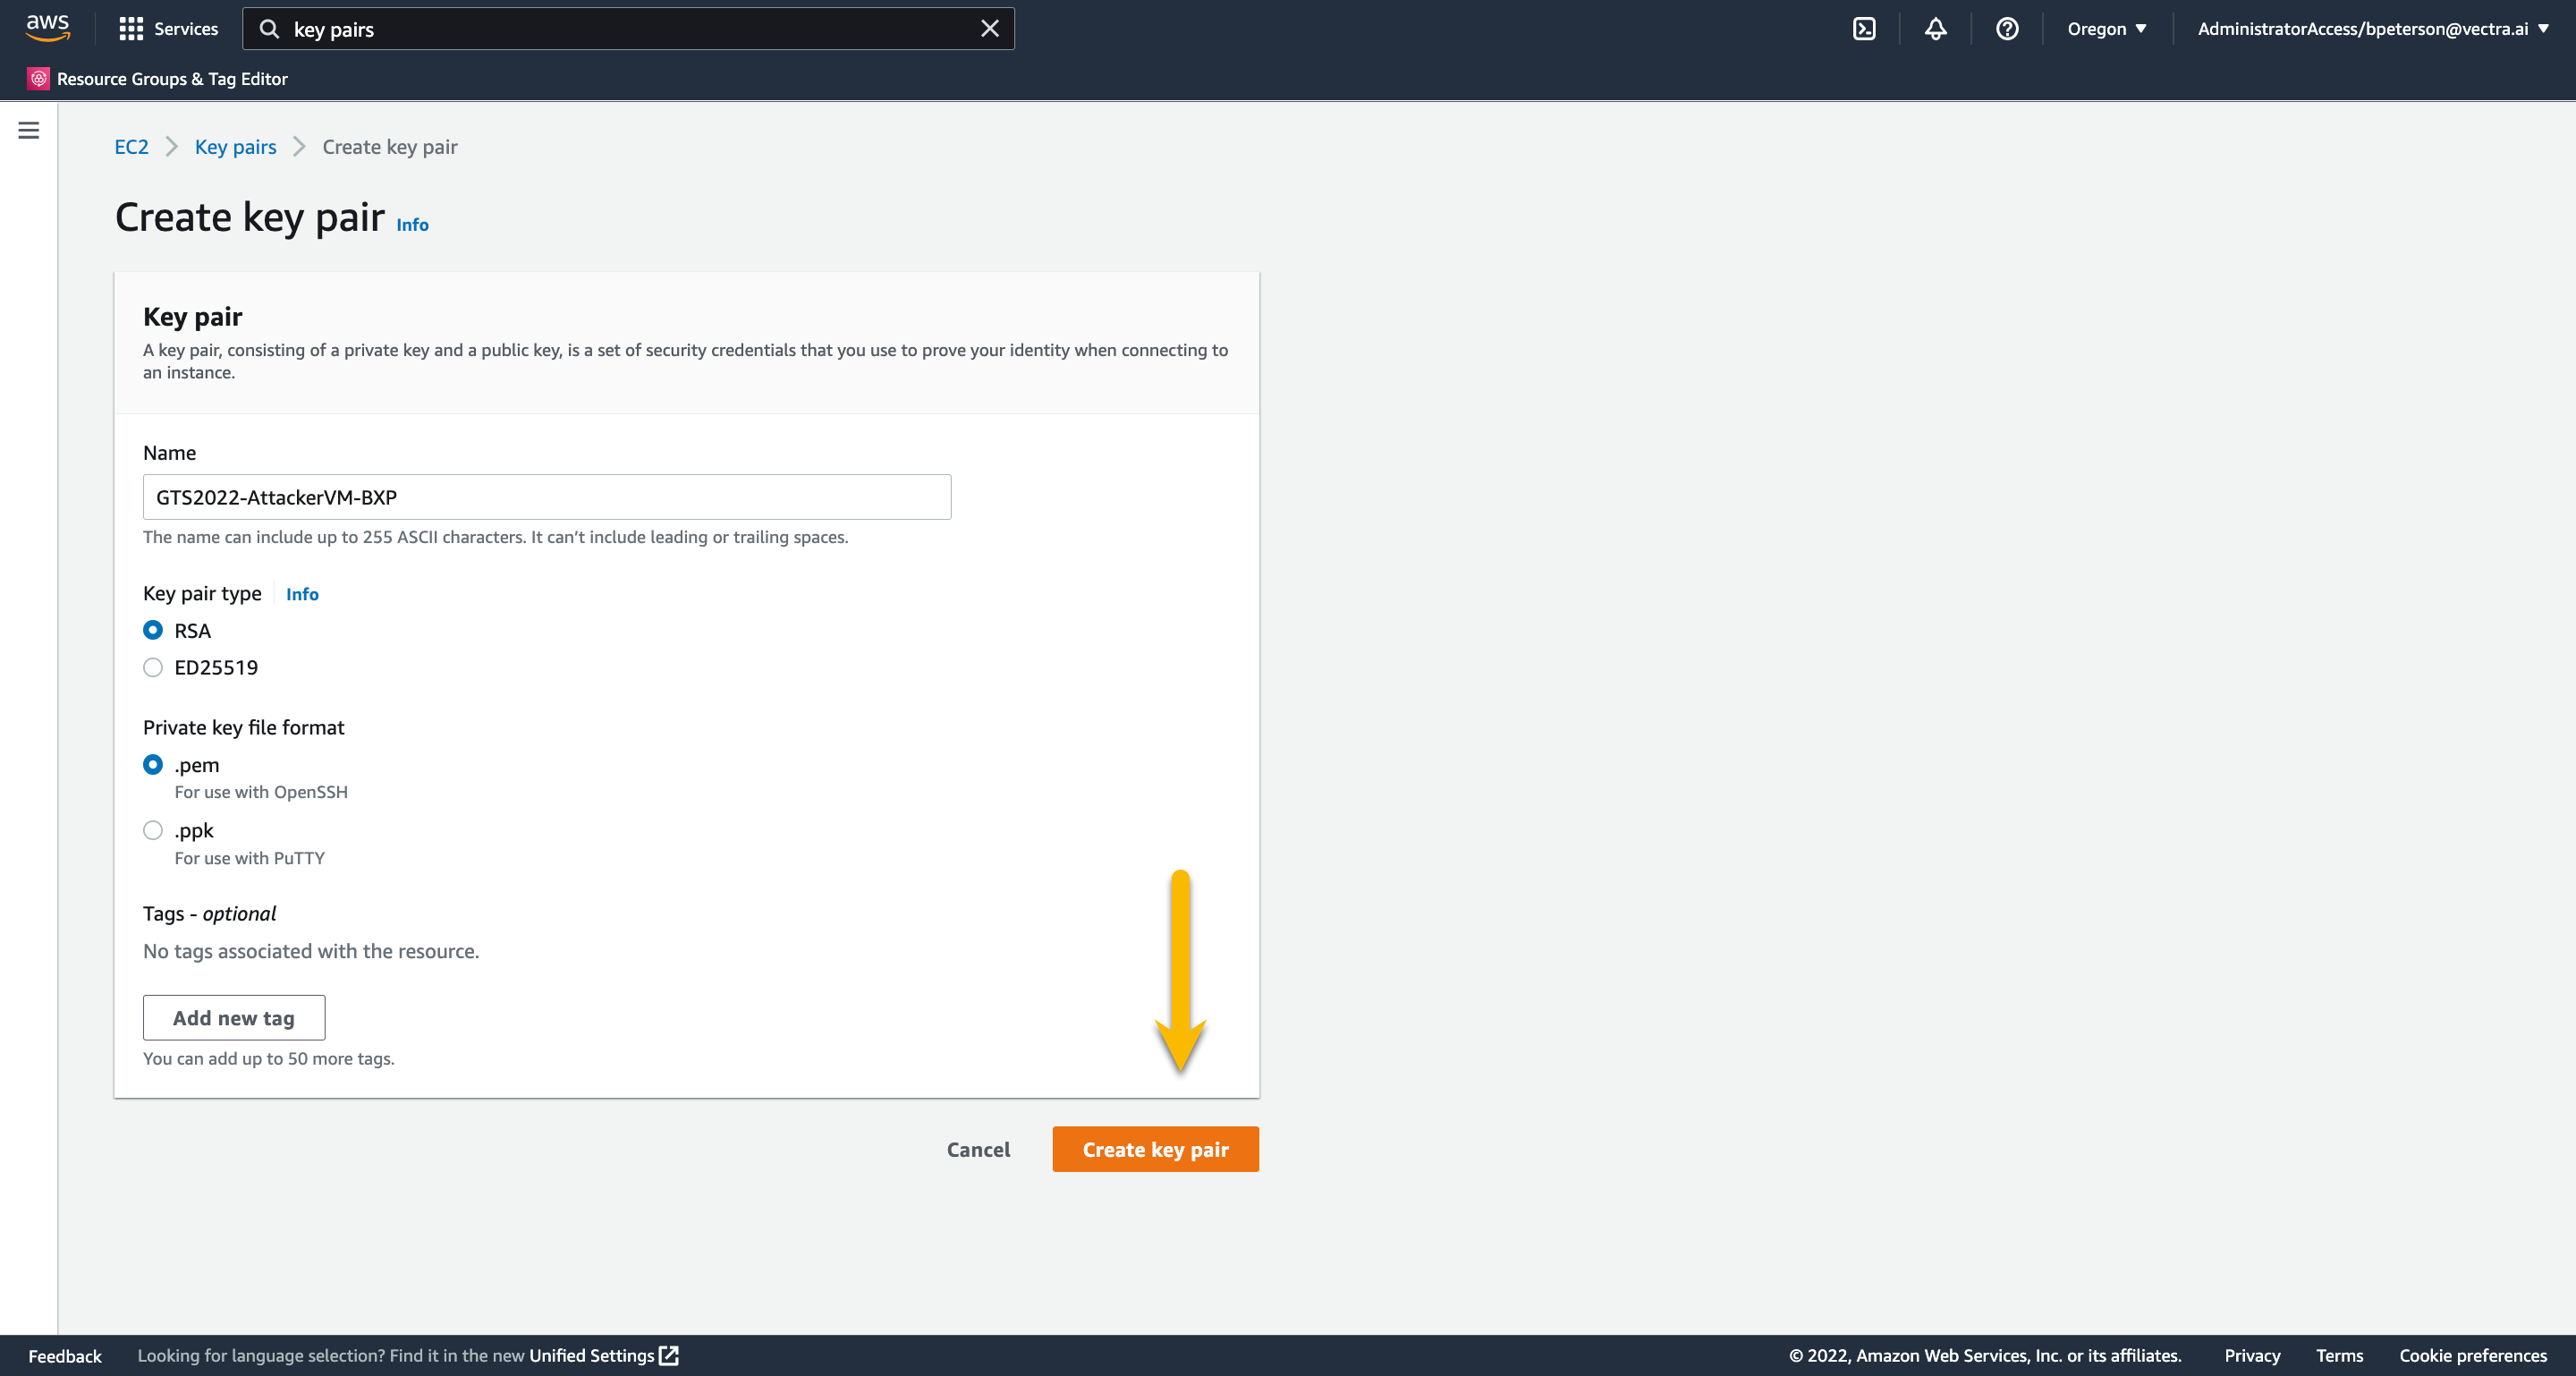 aws
Services
key pairs
Oregon
AdministratorAccess/bpeterson@vectra.ai
Resource Groups & Tag Editor
EC2
Key pairs
Create key pair
Create key pair
Info
Key pair
A key pair, consisting of a private key and a public key, is a set of security credentials that you use to prove your identity when connecting to
an instance.
Name
GTS2022-AttackerVM-BXP
The name can include up to 255 ASCII characters. It can’t include leading or trailing spaces.
Key pair type
Info
RSA
ED25519
Private key file format
.pem
For use with OpenSSH
.ppk
For use with PuTTY
Tags - optional
No tags associated with the resource.
Add new tag
You can add up to 50 more tags.
Cancel
Create key pair
Feedback
Looking for language selection? Find it in the new Unified Settings
© 2022, Amazon Web Services, Inc. or its affiliates.
Privacy
Terms
Cookie preferences